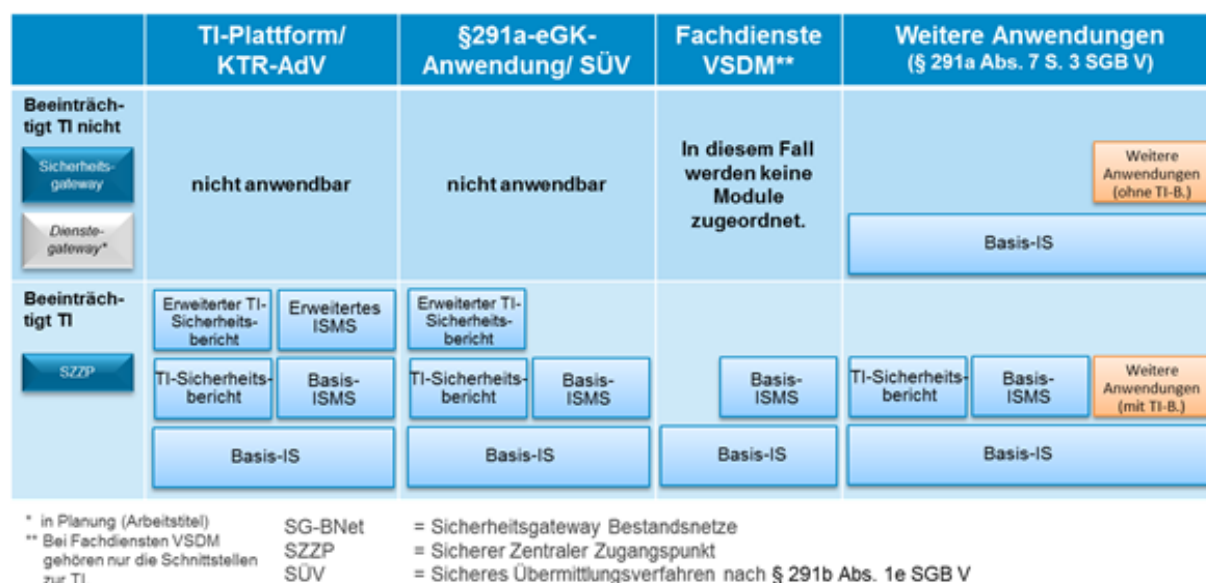 TI-Plattform/
KTR-AdV
§291a-eGK-
Anwendung/ SÜV
Fachdienste
VSDM**
Weitere Anwendungen
(§ 291a Abs. 7 S. 3 SGB V)
Beeinträch-
tigt TI nicht
Sicherheits-
gateway
Dienste-
gateway*
nicht anwendbar
nicht anwendbar
In diesem Fall
werden keine
Module
zugeordnet.
Weitere
Anwendungen
(ohne TI-B.)
Basis-IS
Beeinträch-
tigt TI
SZZP
Erweiterter TI-
Sicherheits-
bericht
Erweitertes
ISMS
TI-Sicherheits-
bericht
Basis-
ISMS
Basis-IS
Erweiterter TI-
Sicherheits-
bericht
TI-Sicherheits-
bericht
Basis-
ISMS
Basis-IS
Basis-
ISMS
Basis-IS
TI-Sicherheits-
bericht
Basis-
ISMS
Weitere
Anwendungen
(mit TI-B.)
Basis-IS
* in Planung (Arbeitstitel)
** Bei Fachdiensten VSDM
gehören nur die Schnittstellen
zur TI
SG-BNet = Sicherheitsgateway Bestandsnetze
SZZP = Sicherer Zentraler Zugangspunkt
SÜV = Sicheres Übermittlungsverfahren nach § 291b Abs. 1e SGB V